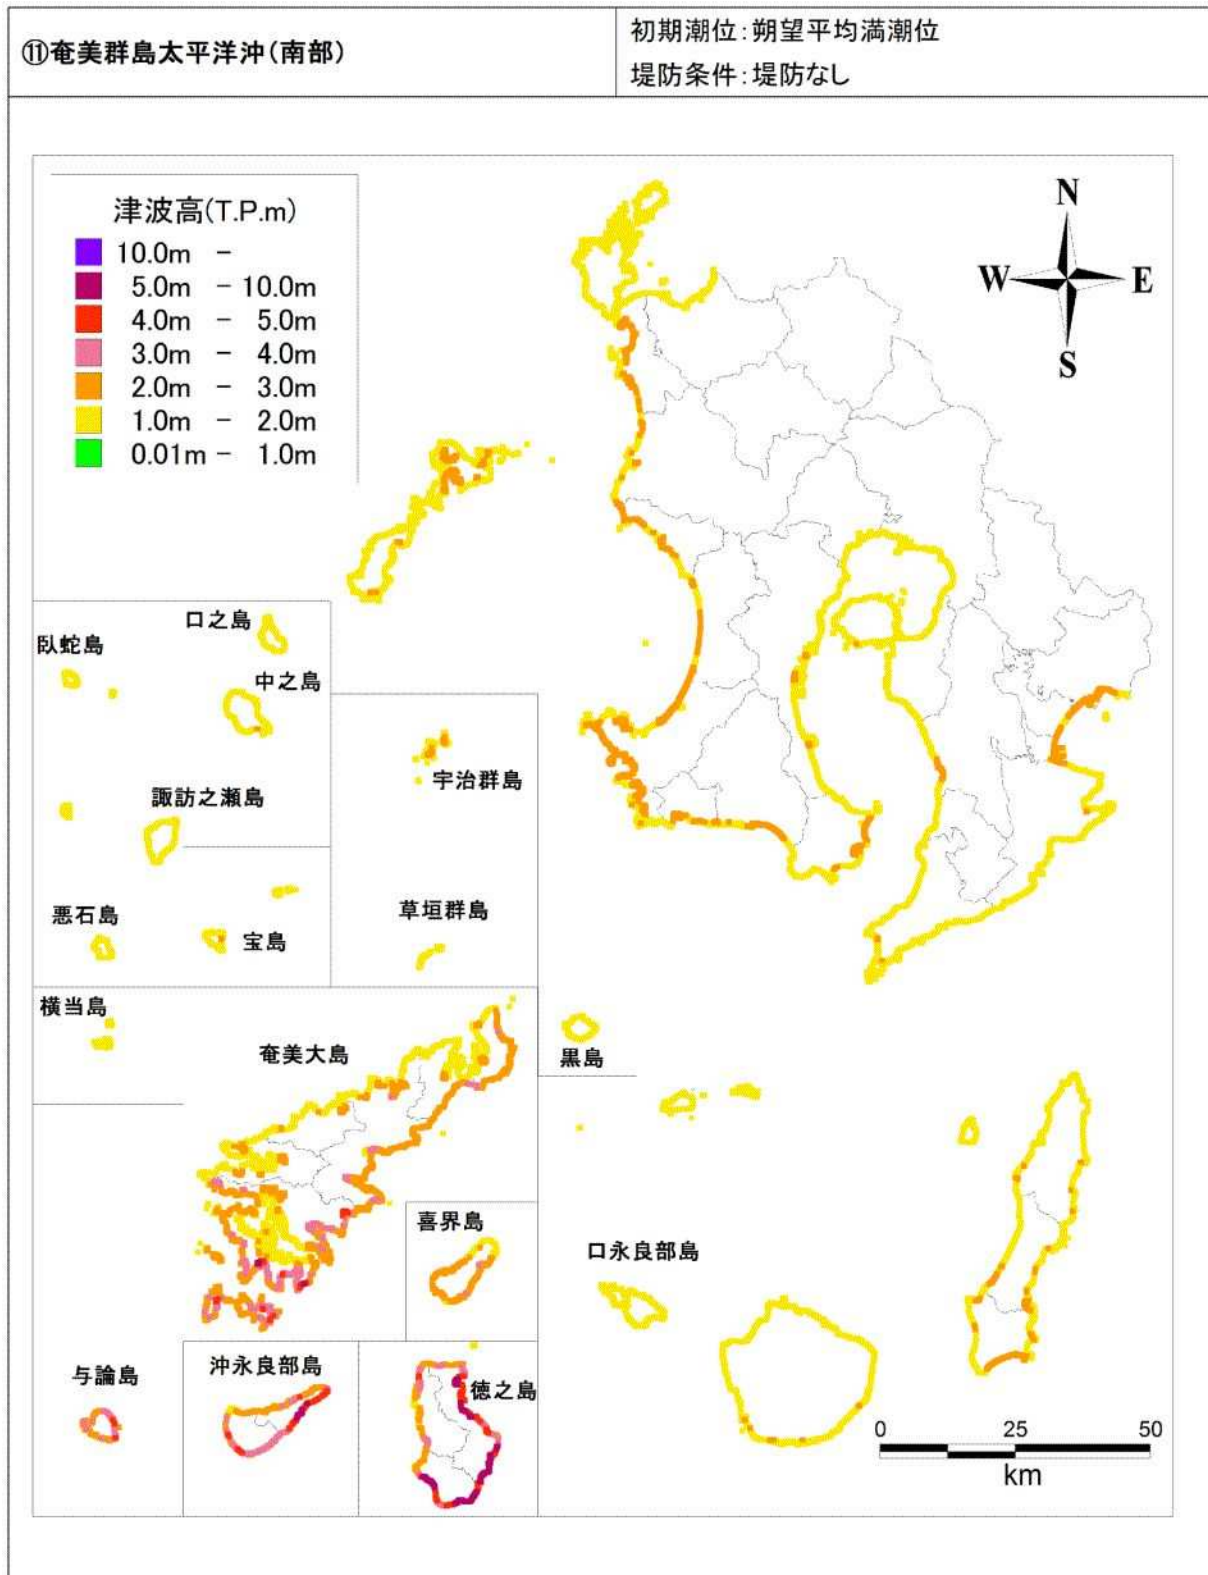 ⑪奄美群島太平洋沖(南部)
初期潮位:朔望平均満潮位
堤防条件:堤防なし
津波高(T.P.m)
10.0m -
5.0m - 10.0m
4.0m - 5.0m
3.0m - 4.0m
2.0m - 3.0m
1.0m - 2.0m
0.01m - 1.0m
N
W E
S
口之島
臥蛇島
中之島
宇治群島
諏訪之瀬島
悪石島
宝島
草垣群島
横当島
奄美大島
黒島
喜界島
口永良部島
与論島
沖永良部島
徳之島
0 25 50
km